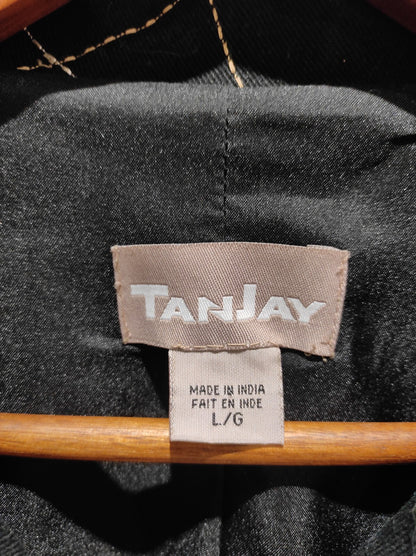 TANJAY
MADE IN INDIA
FAIT EN INDE
L/G